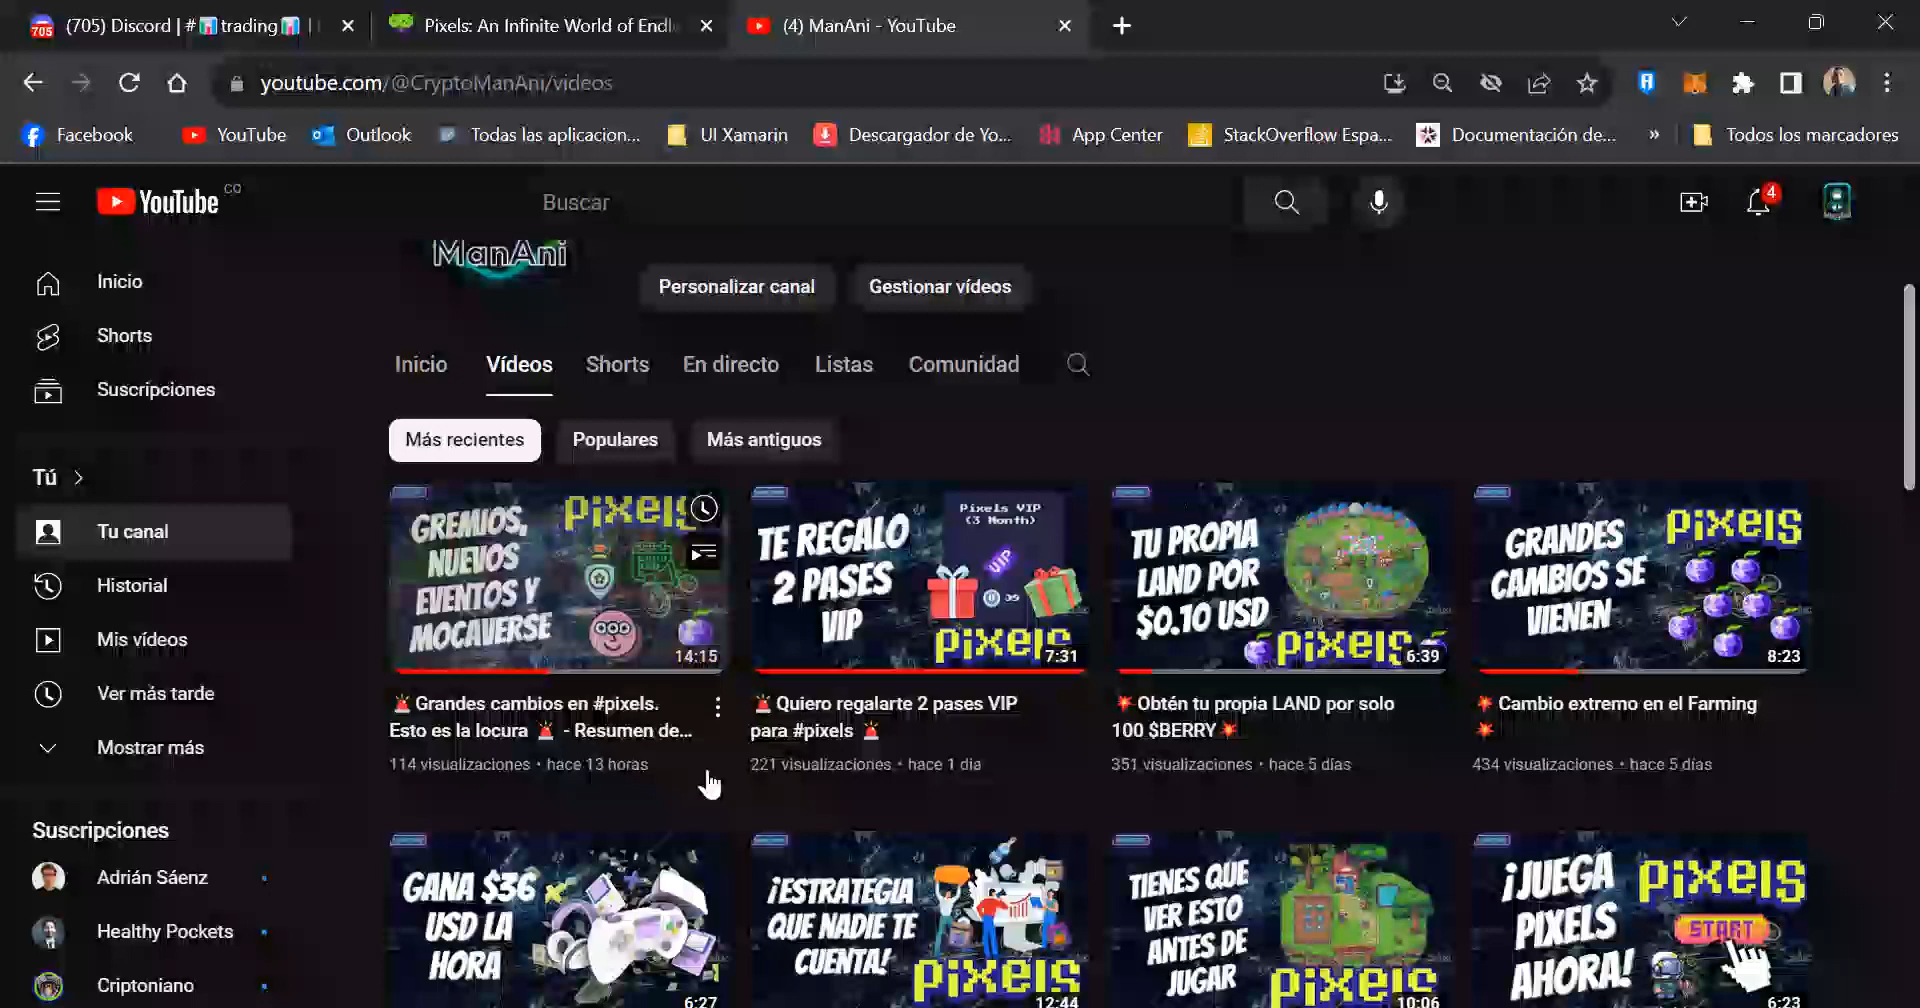 (705) Discord | #📊trading📊 |
Pixels: An Infinite World of Endl
(4) ManAni - YouTube
youtube.com/@CryptoManAni/videos
Facebook
YouTube
Outlook
Todas las aplicacion...
UI Xamarin
Descargador de Yo...
App Center
StackOverflow Espa...
Documentación de...
»
Todos los marcadores
YouTube CO
Buscar
4
ManAni
Personalizar canal
Gestionar vídeos
Inicio
Shorts
Suscripciones
Tú
Tu canal
Historial
Mis vídeos
Ver más tarde
Mostrar más
Suscripciones
Adrián Sáenz
Healthy Pockets
Criptoniano
Inicio
Vídeos
Shorts
En directo
Listas
Comunidad
Más recientes
Populares
Más antiguos
GREMIOS,
NUEVOS
EVENTOS Y
MOCAVERSE
pixels
14:15
🚨Grandes cambios en #pixels.
Esto es la locura 🚨 - Resumen de...
114 visualizaciones • hace 13 horas
TE REGALO
2 PASES
VIP
Pixels VIP
(3 Month)
VIP
pixels
7:31
🚨Quiero regalarte 2 pases VIP
para #pixels 🚨
221 visualizaciones • hace 1 día
TU PROPIA
LAND POR
$0.10 USD
pixels
6:39
💥Obtén tu propia LAND por solo
100 $BERRY💥
351 visualizaciones • hace 5 días
GRANDES
CAMBIOS SE
VIENEN
pixels
8:23
💥Cambio extremo en el Farming
💥
434 visualizaciones • hace 5 días
GANA $36
USD LA
HORA
6:27
¡ESTRATEGIA
QUE NADIE TE
CUENTA!
pixels
12:44
TIENES QUE
VER ESTO
ANTES DE
JUGAR
pixels
10:06
¡JUEGA
PIXELS
AHORA!
pixels
START
6:23